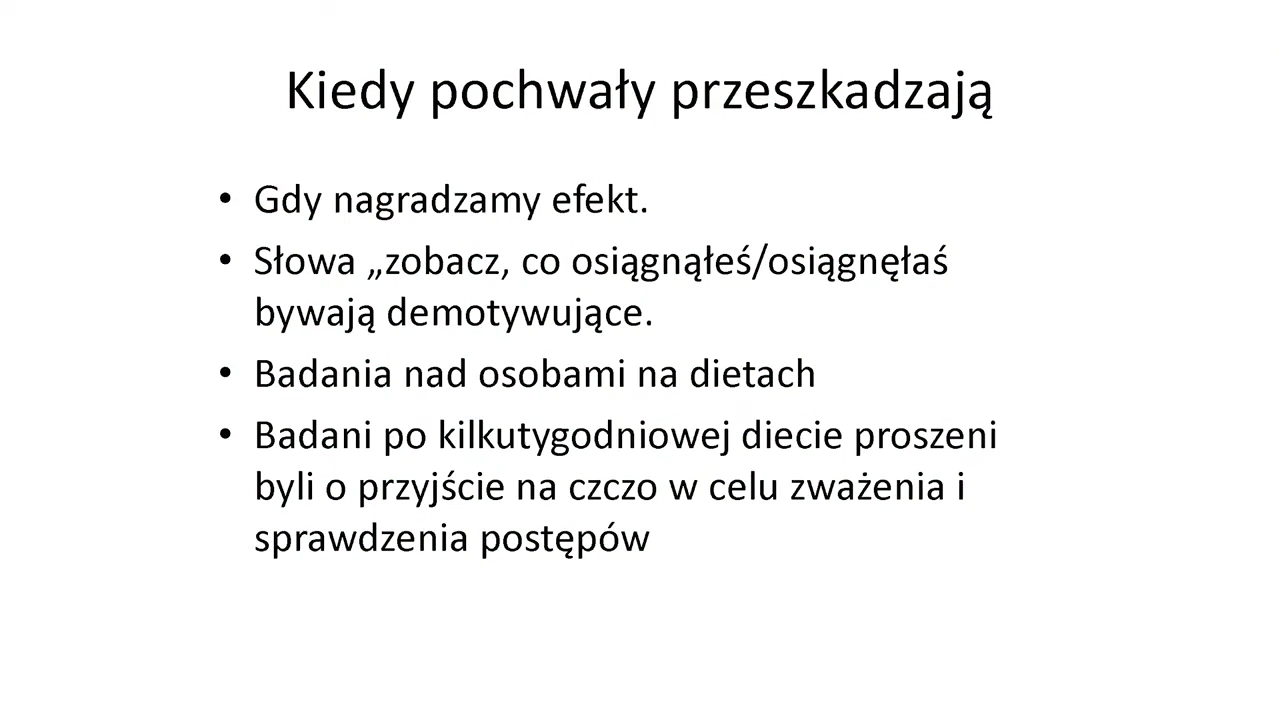 Kiedy pochwały przeszkadzają
• Gdy nagradzamy efekt.
• Słowa „zobacz, co osiągnąłeś/osiągnęłaś
bywają demotywujące.
• Badania nad osobami na dietach
• Badani po kilkutygodniowej diecie proszeni
byli o przyjście na czczo w celu zważenia i
sprawdzenia postępów